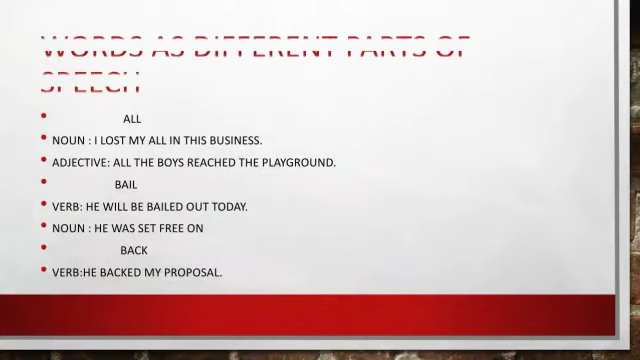 WORDS AS DIFFERENT PARTS OF
SPEECH
ALL
NOUN : I LOST MY ALL IN THIS BUSINESS.
ADJECTIVE: ALL THE BOYS REACHED THE PLAYGROUND.
BAIL
VERB: HE WILL BE BAILED OUT TODAY.
NOUN : HE WAS SET FREE ON
BACK
VERB:HE BACKED MY PROPOSAL.